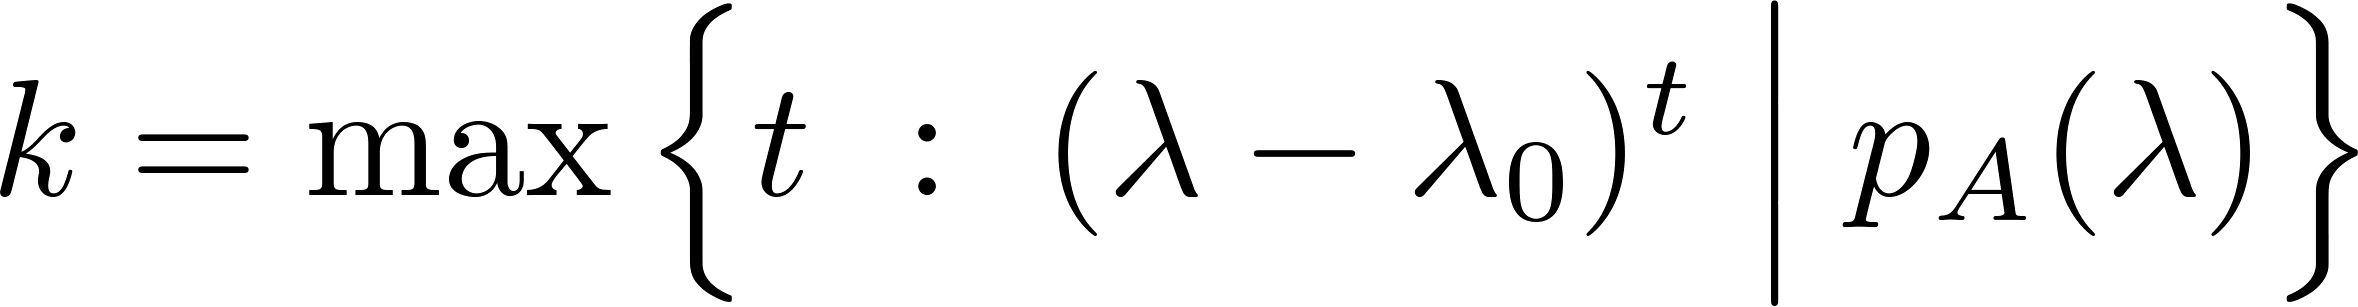 k = max { t : (λ − λ₀)ᵗ | p_A(λ) }